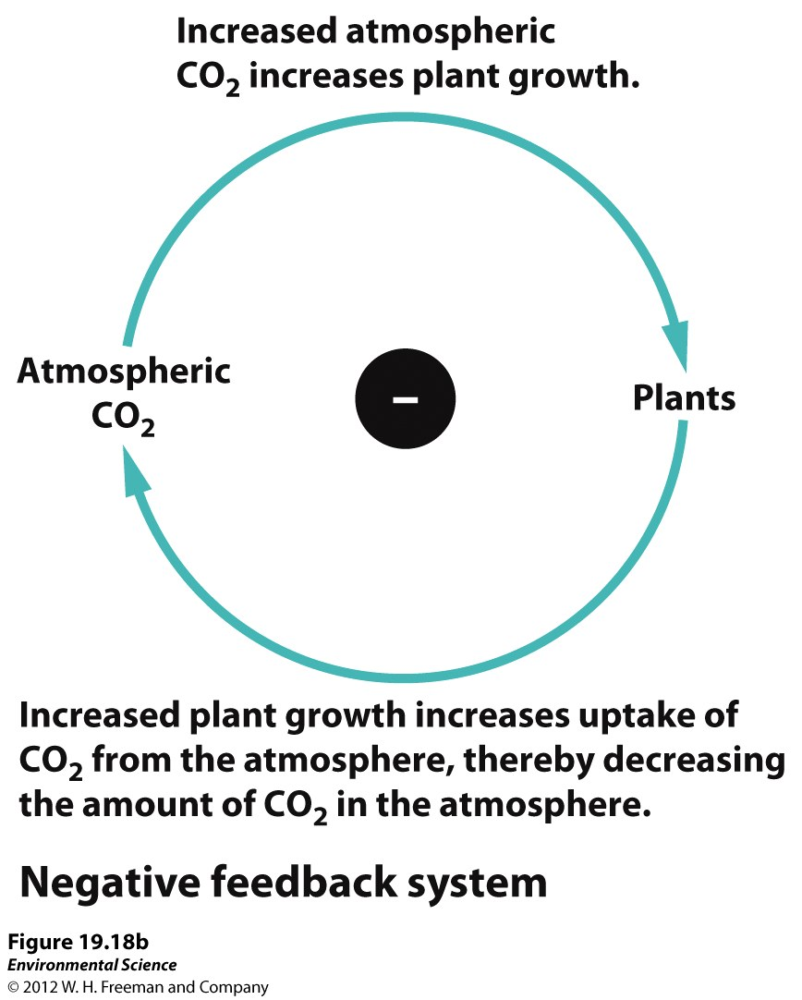 Increased atmospheric
CO₂ increases plant growth.
Atmospheric
CO₂
–
Plants
Increased plant growth increases uptake of
CO₂ from the atmosphere, thereby decreasing
the amount of CO₂ in the atmosphere.
Negative feedback system
Figure 19.18b
Environmental Science
© 2012 W. H. Freeman and Company